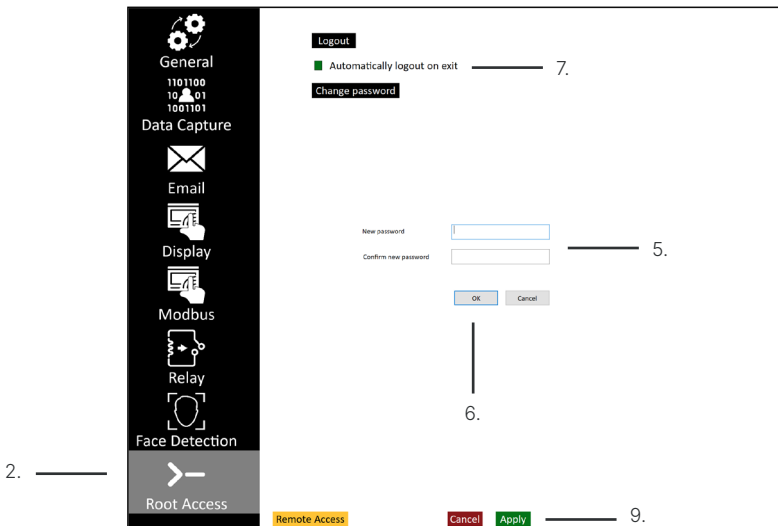 General
1101100
10 01
1001101
Data Capture
Email
Display
Modbus
Relay
Face Detection
2.
Root Access
Logout
Automatically logout on exit
7.
Change password
New password
Confirm new password
5.
OK Cancel
6.
Remote Access Cancel Apply
9.